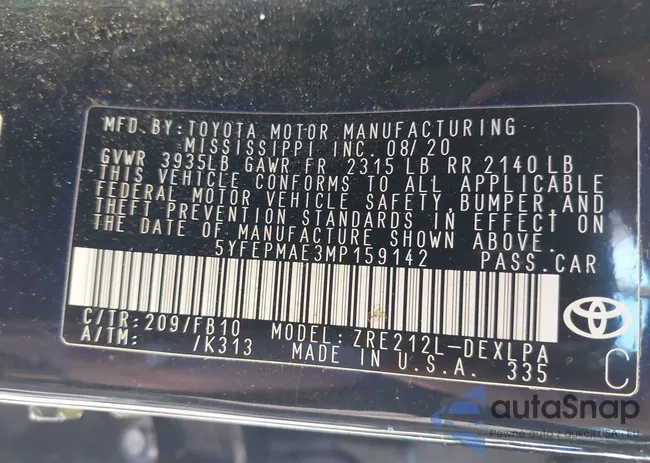 MFD. BY: TOYOTA MOTOR MANUFACTURING
MISSISSIPPI INC. 08/20
GVWR 3935LB GAWR FR 2315 LB RR 2140 LB
THIS VEHICLE CONFORMS TO ALL APPLICABLE
FEDERAL MOTOR VEHICLE SAFETY, BUMPER AND
THEFT PREVENTION STANDARDS IN EFFECT ON
THE DATE OF MANUFACTURE SHOWN ABOVE.
5YFEPMAE3MP159142 PASS. CAR
C/TR: 209/FB10 MODEL: ZRE212L-DEXLPA
A/TM: /K313 MADE IN U.S.A. 335
C
autoSnap
Pewne auta z